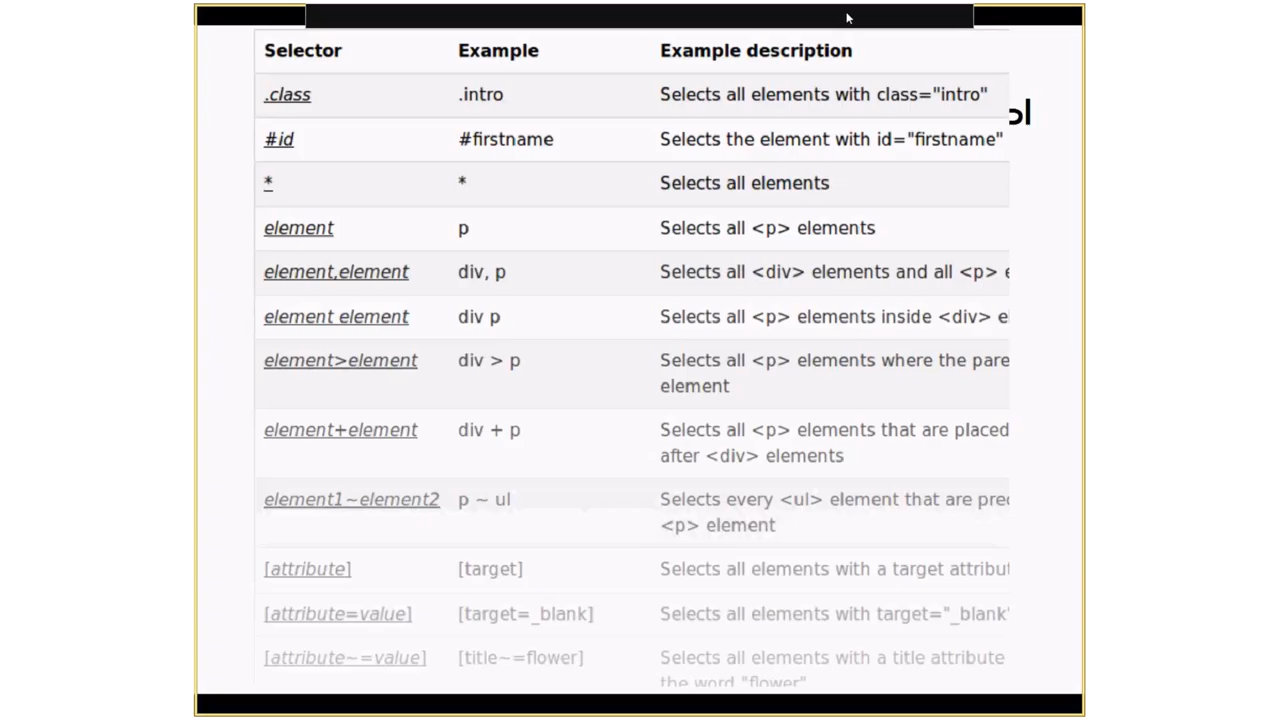 Selector Example Example description
.class .intro Selects all elements with class="intro"
#id #firstname Selects the element with id="firstname"
* * Selects all elements
element p Selects all <p> elements
element,element div, p Selects all <div> elements and all <p>
element element div p Selects all <p> elements inside <div>
element>element div > p Selects all <p> elements where the
element
element+element div + p Selects all <p> elements that are placed
after <div> elements
element1~element2 p ~ ul Selects every <ul> element that are
<p> element
[attribute] [target] Selects all elements with a target
[attribute=value] [target=_blank] Selects all elements with target="_blank"
[attribute~=value] [title~=flower] Selects all elements with a title attribute
the word "flower"